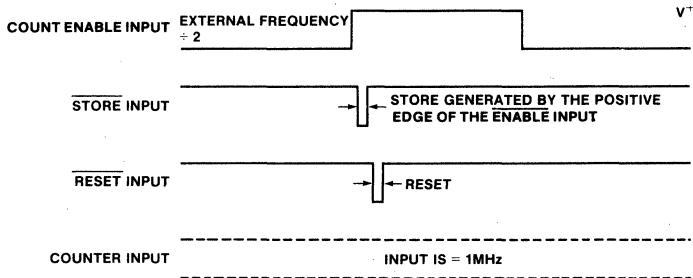 COUNT ENABLE INPUT
EXTERNAL FREQUENCY
÷ 2
V+
STORE INPUT
STORE GENERATED BY THE POSITIVE
EDGE OF THE ENABLE INPUT
RESET INPUT
RESET
COUNTER INPUT
INPUT IS = 1MHz